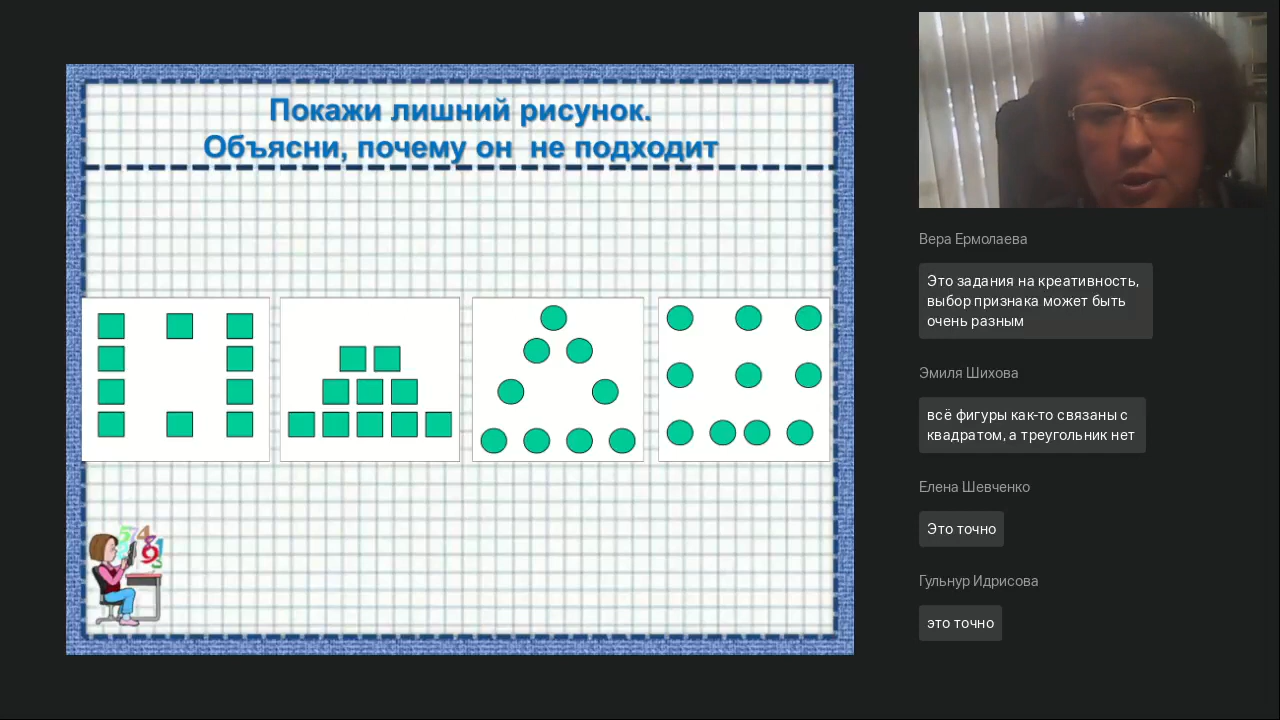 Покажи лишний рисунок.
Объясни, почему он не подходит
Вера Ермолаева
Это задания на креативность,
выбор признака может быть
очень разным
Эмиля Шихова
всё фигуры как-то связаны с
квадратом, а треугольник нет
Елена Шевченко
Это точно
Гульнур Идрисова
это точно